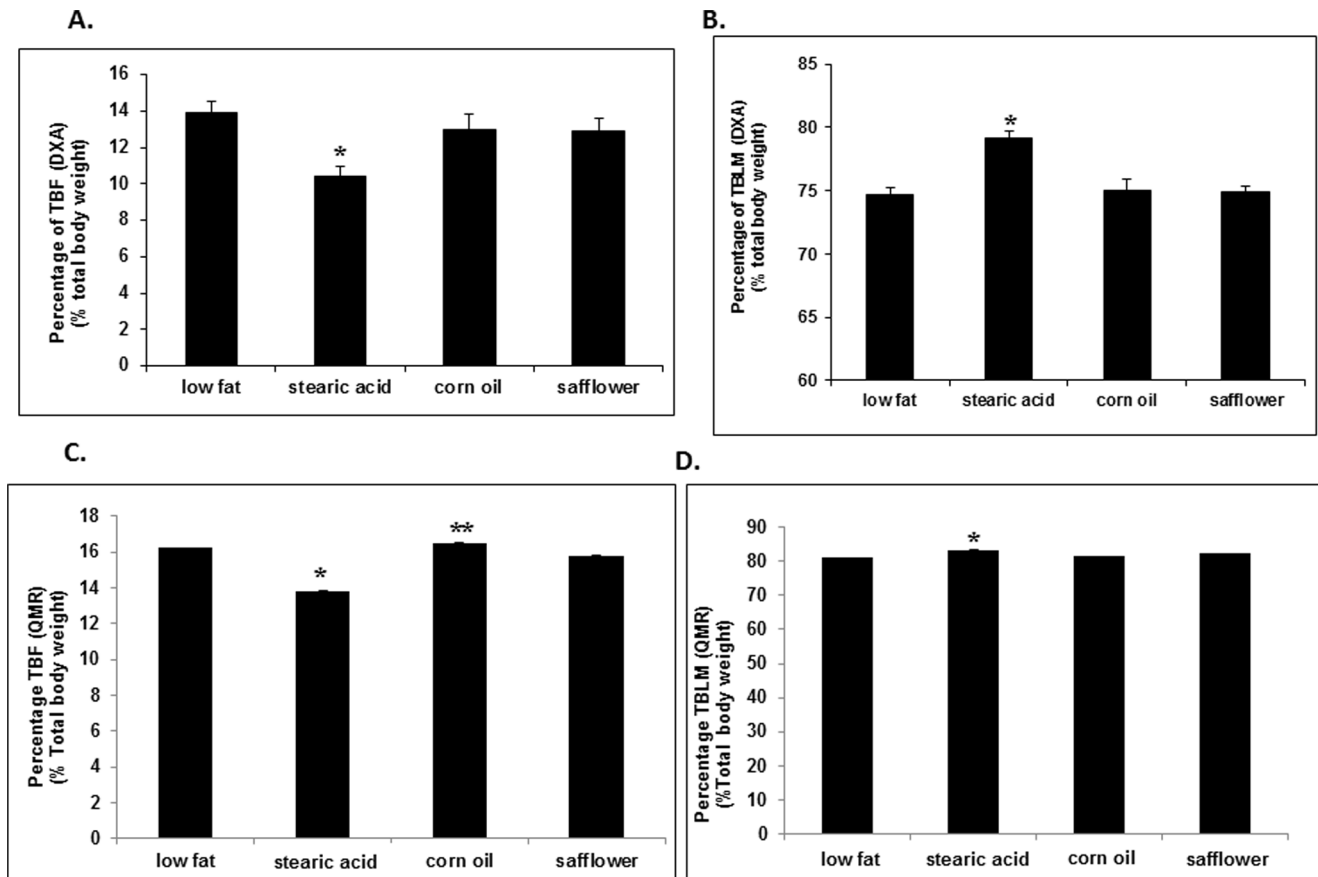 A.
Percentage of TBF (DXA)
(% total body weight)
16
14
12
10
8
6
4
2
0
*
low fat stearic acid corn oil safflower
B.
Percentage of TBLM (DXA)
(% total body weight)
85
80
75
70
65
60
*
low fat stearic acid corn oil safflower
C.
Percentage TBF (QMR)
(% Total body weight)
18
16
14
12
10
8
6
4
2
0
*
**
low fat stearic acid corn oil safflower
D.
Percentage TBLM (QMR)
(%Total body weight)
90
80
70
60
50
40
30
20
10
0
*
low fat stearic acid corn oil safflower